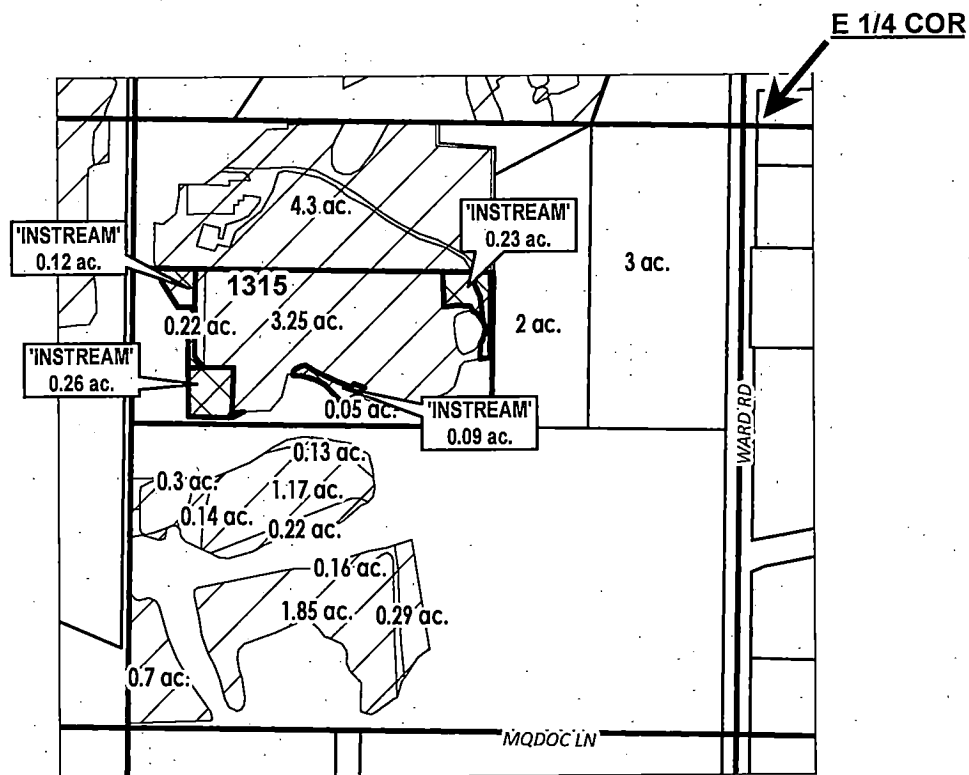 E 1/4 COR
4.3 ac.
'INSTREAM'
0.23 ac.
'INSTREAM'
0.12 ac.
1315
3 ac.
0.22 ac.
3.25 ac.
2 ac.
'INSTREAM'
0.26 ac.
0.05 ac.
'INSTREAM'
0.09 ac.
WARD RD
0.13 ac.
0.3 ac.
1.17 ac.
0.14 ac.
0.22 ac.
0.16 ac.
1.85 ac.
0.29 ac.
0.7 ac.
MQDOC LN